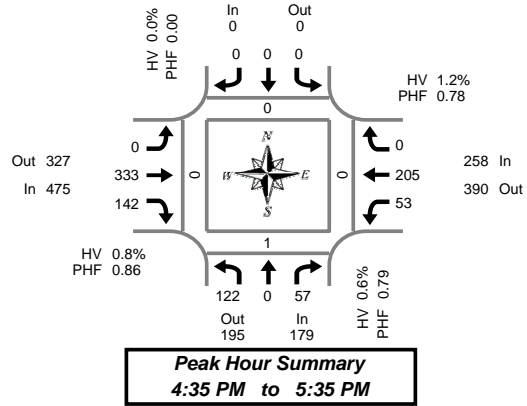 HV 0.0%
PHF 0.00
In
0
Out
0
0 0 0
HV 1.2%
PHF 0.78
0
Out 327
In 475
0
333
142
0
N
W E
S
0
0
205
53
258 In
390 Out
1
HV 0.8%
PHF 0.86
122 0 57
Out
195
In
179
HV 0.6%
PHF 0.79
Peak Hour Summary
4:35 PM to 5:35 PM